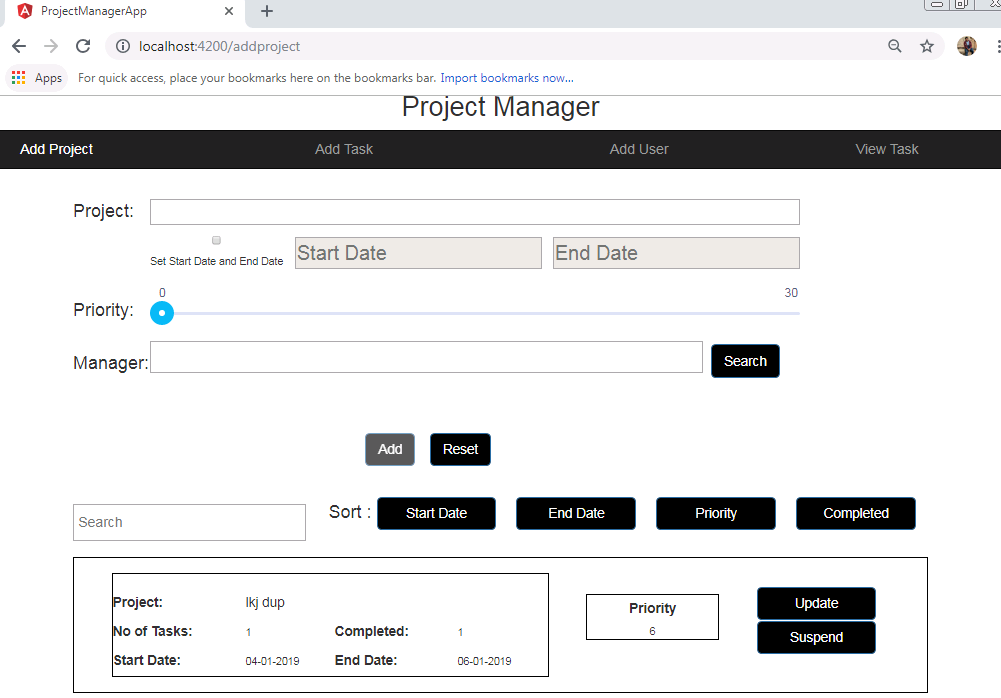 ProjectManagerApp
localhost:4200/addproject
Apps For quick access, place your bookmarks here on the bookmarks bar. Import bookmarks now...
Project Manager
Add Project Add Task Add User View Task
Project:
Set Start Date and End Date Start Date End Date
0 30
Priority:
Manager: Search
Add Reset
Search Sort : Start Date End Date Priority Completed
Project: lkj dup
No of Tasks: 1 Completed: 1
Start Date: 04-01-2019 End Date: 06-01-2019
Priority
6
Update
Suspend